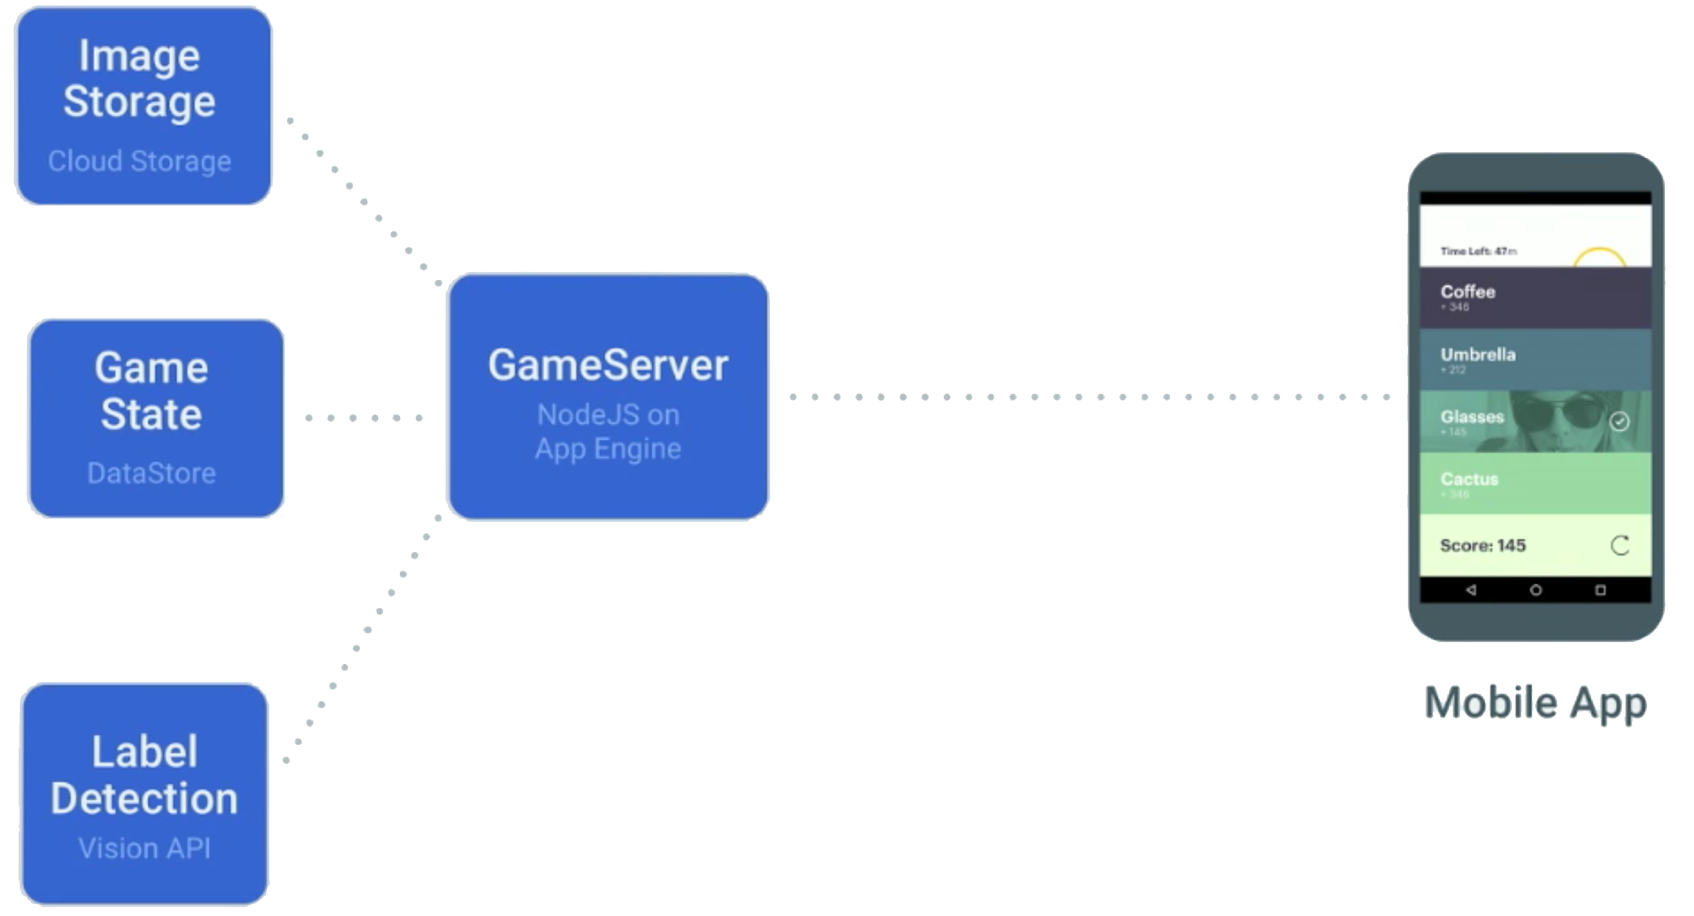 Image
Storage
Cloud Storage
Game
State
DataStore
Label
Detection
Vision API
GameServer
NodeJS on
App Engine
Time Left: 47m
Coffee
+ 346
Umbrella
+ 212
Glasses
+ 145
Cactus
+ 346
Score: 145
Mobile App